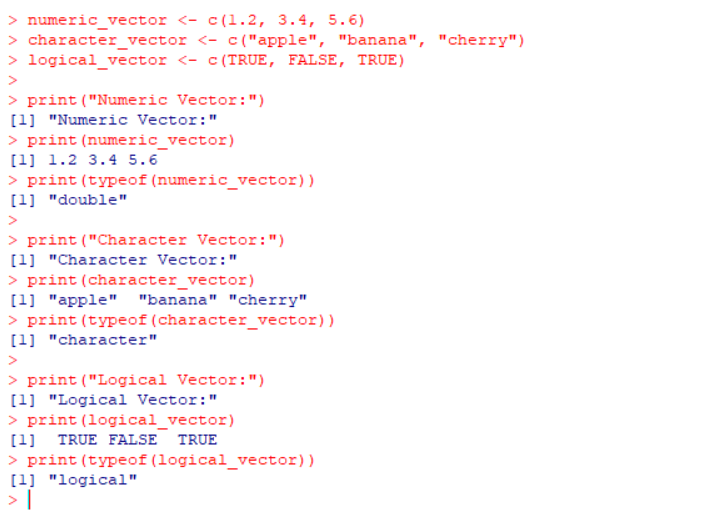 > numeric_vector <- c(1.2, 3.4, 5.6)
> character_vector <- c("apple", "banana", "cherry")
> logical_vector <- c(TRUE, FALSE, TRUE)
>
> print("Numeric Vector:")
[1] "Numeric Vector:"
> print(numeric_vector)
[1] 1.2 3.4 5.6
> print(typeof(numeric_vector))
[1] "double"
>
> print("Character Vector:")
[1] "Character Vector:"
> print(character_vector)
[1] "apple"  "banana" "cherry"
> print(typeof(character_vector))
[1] "character"
>
> print("Logical Vector:")
[1] "Logical Vector:"
> print(logical_vector)
[1]  TRUE FALSE  TRUE
> print(typeof(logical_vector))
[1] "logical"
>